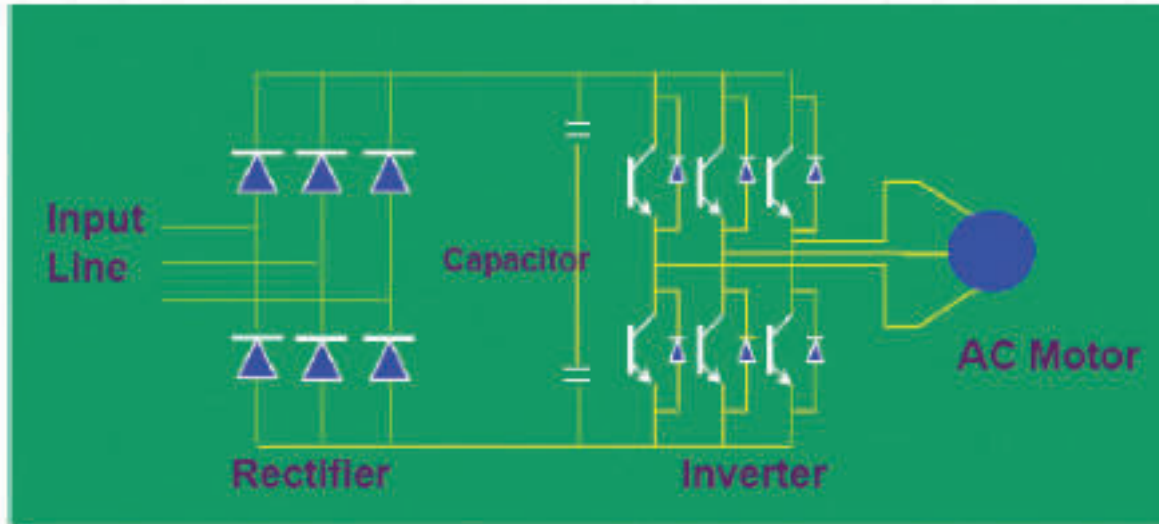 Input
Line
Capacitor
AC Motor
Rectifier
Inverter